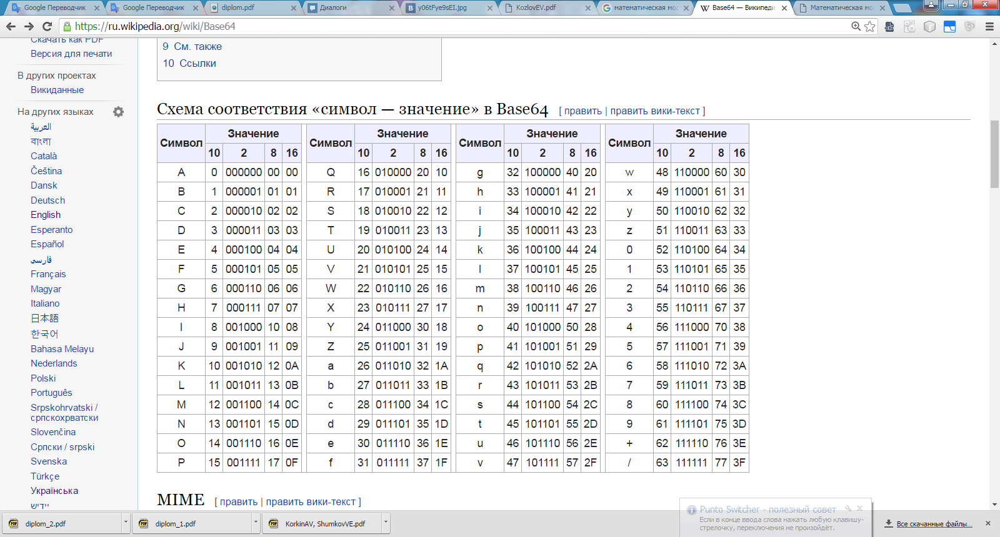 Google Переводчик
Google Переводчик
diplom.pdf
Диалоги
y06tFye9sEI.jpg
KozlovEV.pdf
математическая мо
Base64 — Википеди
Математическая мо
https://ru.wikipedia.org/wiki/Base64
Скачать как PDF
Версия для печати
В других проектах
Викиданные
На других языках
العربية
বাংলা
Català
Čeština
Dansk
Deutsch
English
Esperanto
Español
فارسی
Français
Magyar
Italiano
日本語
한국어
Bahasa Melayu
Nederlands
Polski
Português
Srpskohrvatski /
српскохрватски
Slovenčina
Српски / srpski
Svenska
Türkçe
Українська
ייִדיש
9 См. также
10 Ссылки
Схема соответствия «символ — значение» в Base64 [ править | править вики-текст ]
Символ Значение Символ Значение Символ Значение Символ Значение
10 2 8 16 10 2 8 16 10 2 8 16 10 2 8 16
A 0 000000 00 00 Q 16 010000 20 10 g 32 100000 40 20 w 48 110000 60 30
B 1 000001 01 01 R 17 010001 21 11 h 33 100001 41 21 x 49 110001 61 31
C 2 000010 02 02 S 18 010010 22 12 i 34 100010 42 22 y 50 110010 62 32
D 3 000011 03 03 T 19 010011 23 13 j 35 100011 43 23 z 51 110011 63 33
E 4 000100 04 04 U 20 010100 24 14 k 36 100100 44 24 0 52 110100 64 34
F 5 000101 05 05 V 21 010101 25 15 l 37 100101 45 25 1 53 110101 65 35
G 6 000110 06 06 W 22 010110 26 16 m 38 100110 46 26 2 54 110110 66 36
H 7 000111 07 07 X 23 010111 27 17 n 39 100111 47 27 3 55 110111 67 37
I 8 001000 10 08 Y 24 011000 30 18 o 40 101000 50 28 4 56 111000 70 38
J 9 001001 11 09 Z 25 011001 31 19 p 41 101001 51 29 5 57 111001 71 39
K 10 001010 12 0A a 26 011010 32 1A q 42 101010 52 2A 6 58 111010 72 3A
L 11 001011 13 0B b 27 011011 33 1B r 43 101011 53 2B 7 59 111011 73 3B
M 12 001100 14 0C c 28 011100 34 1C s 44 101100 54 2C 8 60 111100 74 3C
N 13 001101 15 0D d 29 011101 35 1D t 45 101101 55 2D 9 61 111101 75 3D
O 14 001110 16 0E e 30 011110 36 1E u 46 101110 56 2E + 62 111110 76 3E
P 15 001111 17 0F f 31 011111 37 1F v 47 101111 57 2F / 63 111111 77 3F
MIME [ править | править вики-текст ]
Punto Switcher - полезный совет
Если в конце ввода слова нажать любую клавишу-
стрелочку, переключения не произойдёт.
diplom_2.pdf
diplom_1.pdf
KorkinAV, ShumkovVE.pdf
Все скачанные файлы...